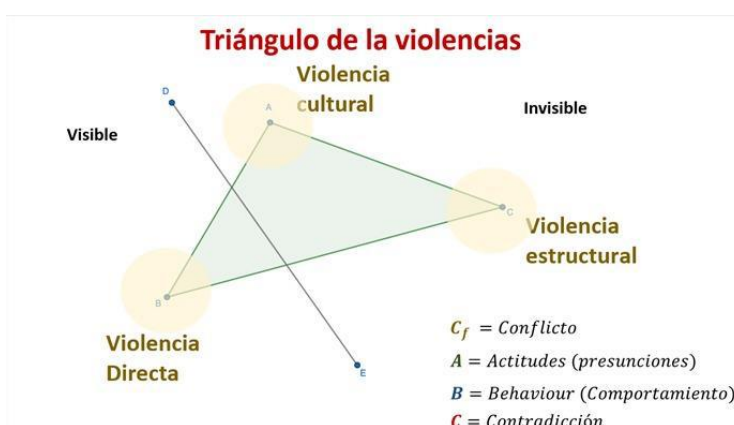 Triángulo de la violencias
D
Violencia
cultural
A
Invisible
Visible
C
Violencia
estructural
B
Violencia
Directa
E
C_f = Conflicto
A = Actitudes (presunciones)
B = Behaviour (Comportamiento)
C = Contradicción